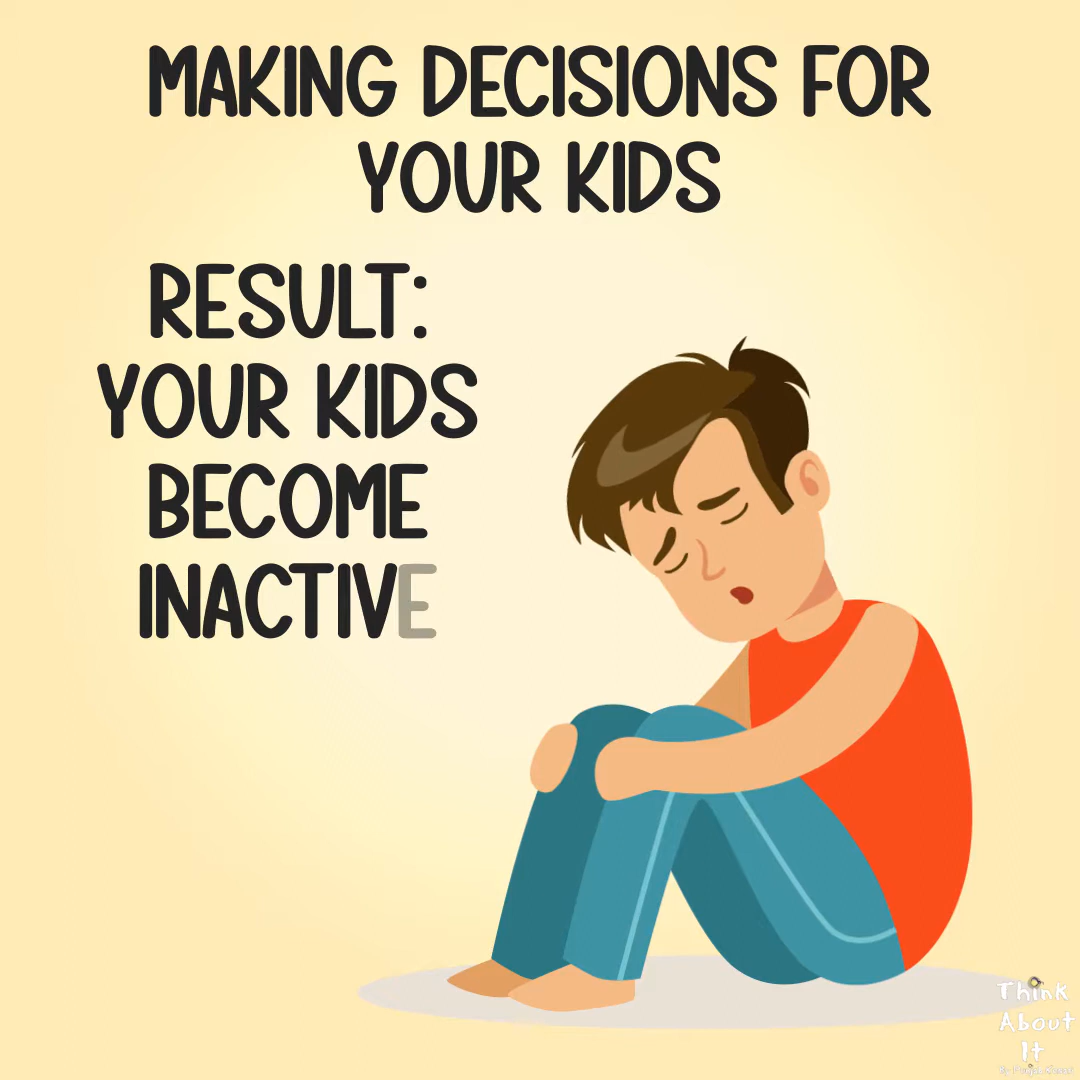 MAKING DECISIONS FOR
YOUR KIDS
RESULT:
YOUR KIDS
BECOME
INACTIVE
Think
About
It